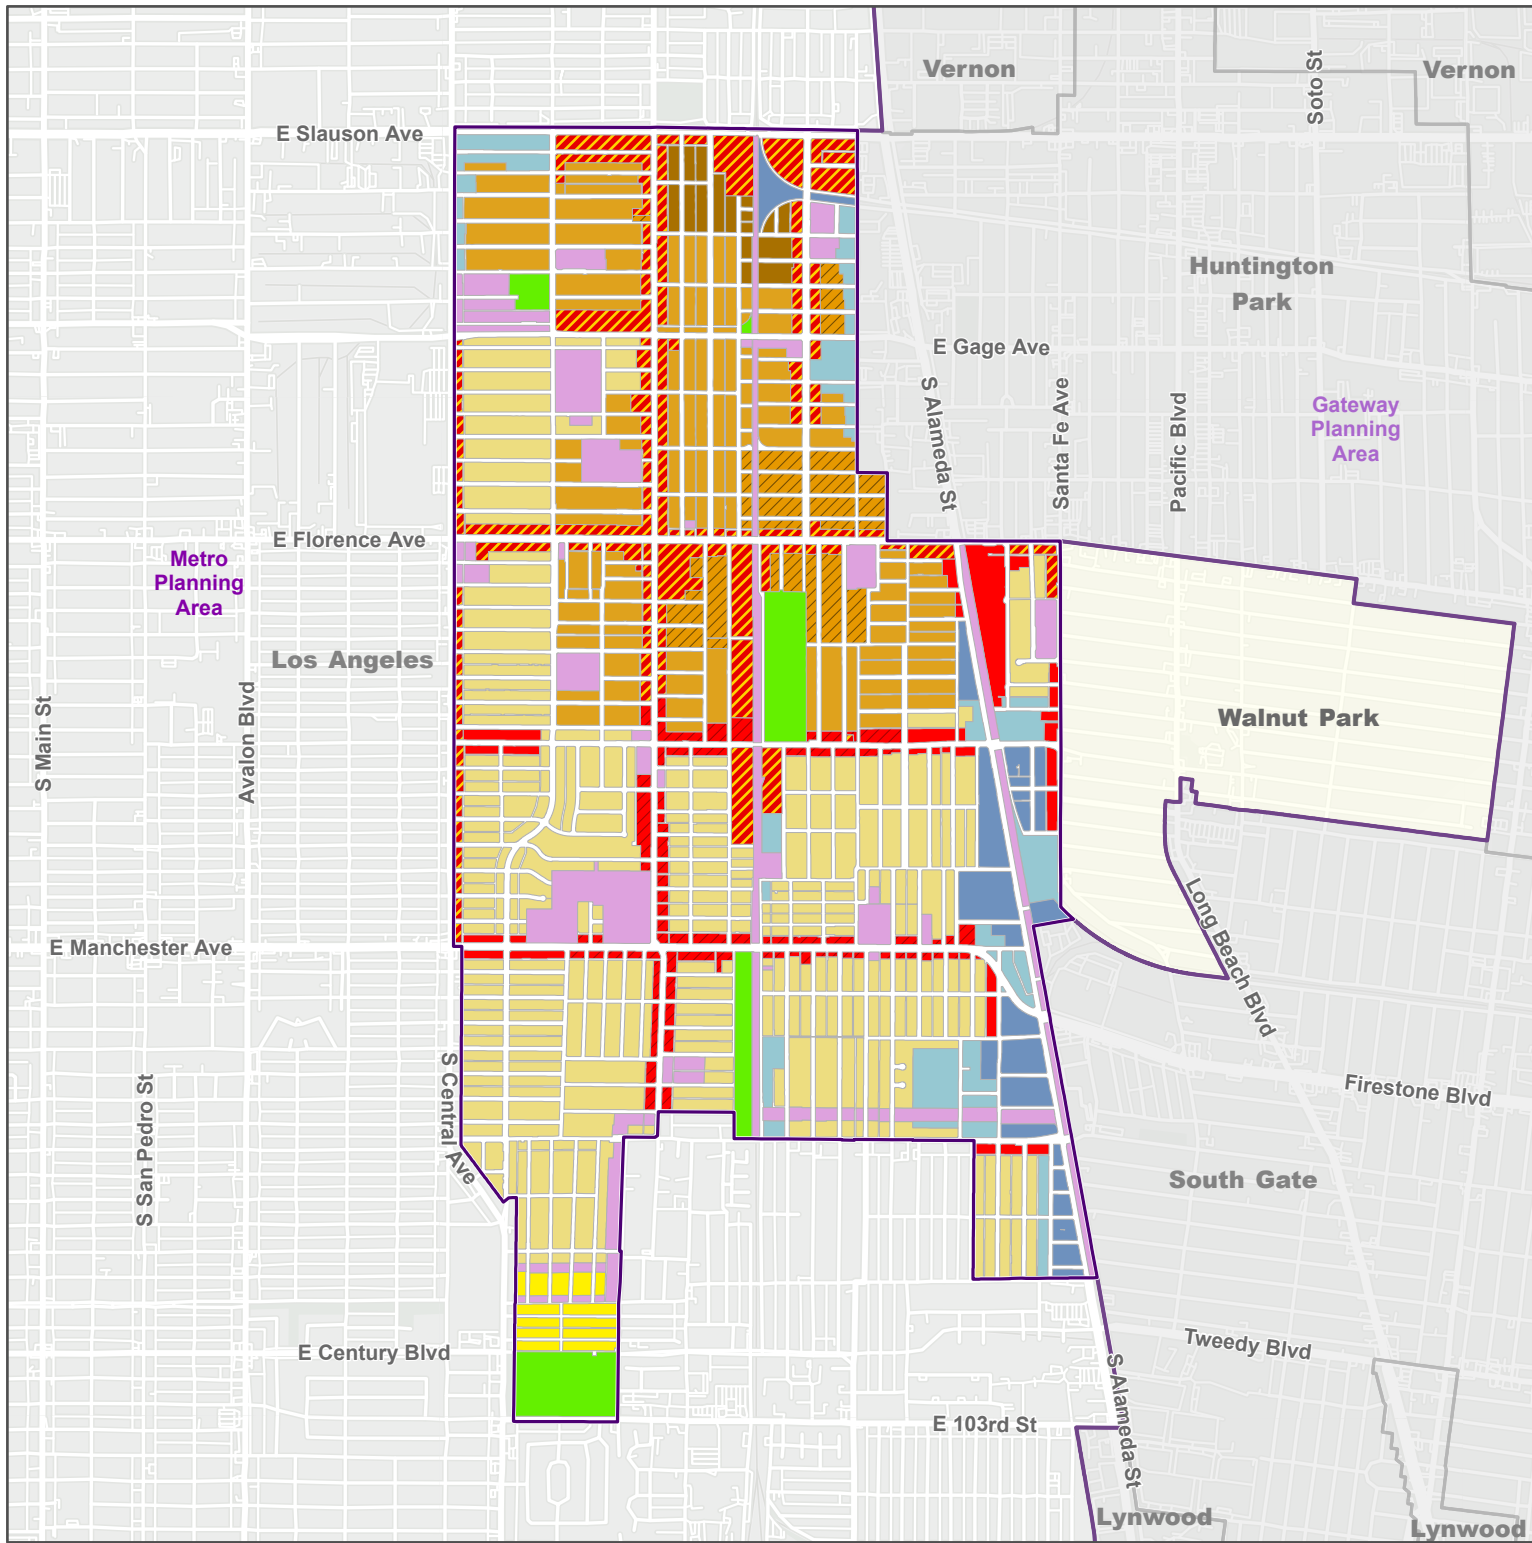 Vernon
Vernon
Soto St
E Slauson Ave
Huntington
Park
E Gage Ave
S Alameda St
Santa Fe Ave
Pacific Blvd
Gateway
Planning
Area
E Florence Ave
Metro
Planning
Area
Los Angeles
S Main St
Avalon Blvd
Walnut Park
E Manchester Ave
Long Beach Blvd
S Central Ave
S San Pedro St
Firestone Blvd
South Gate
E Century Blvd
Tweedy Blvd
S Alameda St
E 103rd St
Lynwood
Lynwood